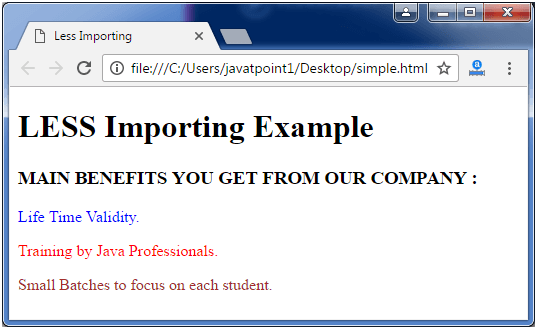 Less Importing
file:///C:/Users/javatpoint1/Desktop/simple.html
LESS Importing Example
MAIN BENEFITS YOU GET FROM OUR COMPANY :
Life Time Validity.
Training by Java Professionals.
Small Batches to focus on each student.